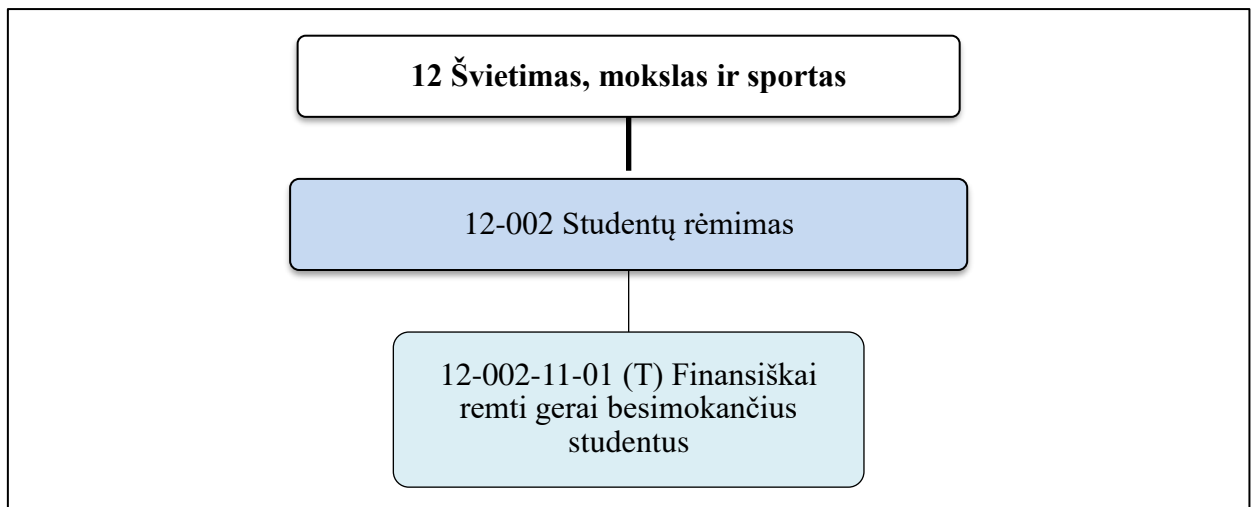 12 Švietimas, mokslas ir sportas
12-002 Studentų rėmimas
12-002-11-01 (T) Finansiškai
remti gerai besimokančius
studentus